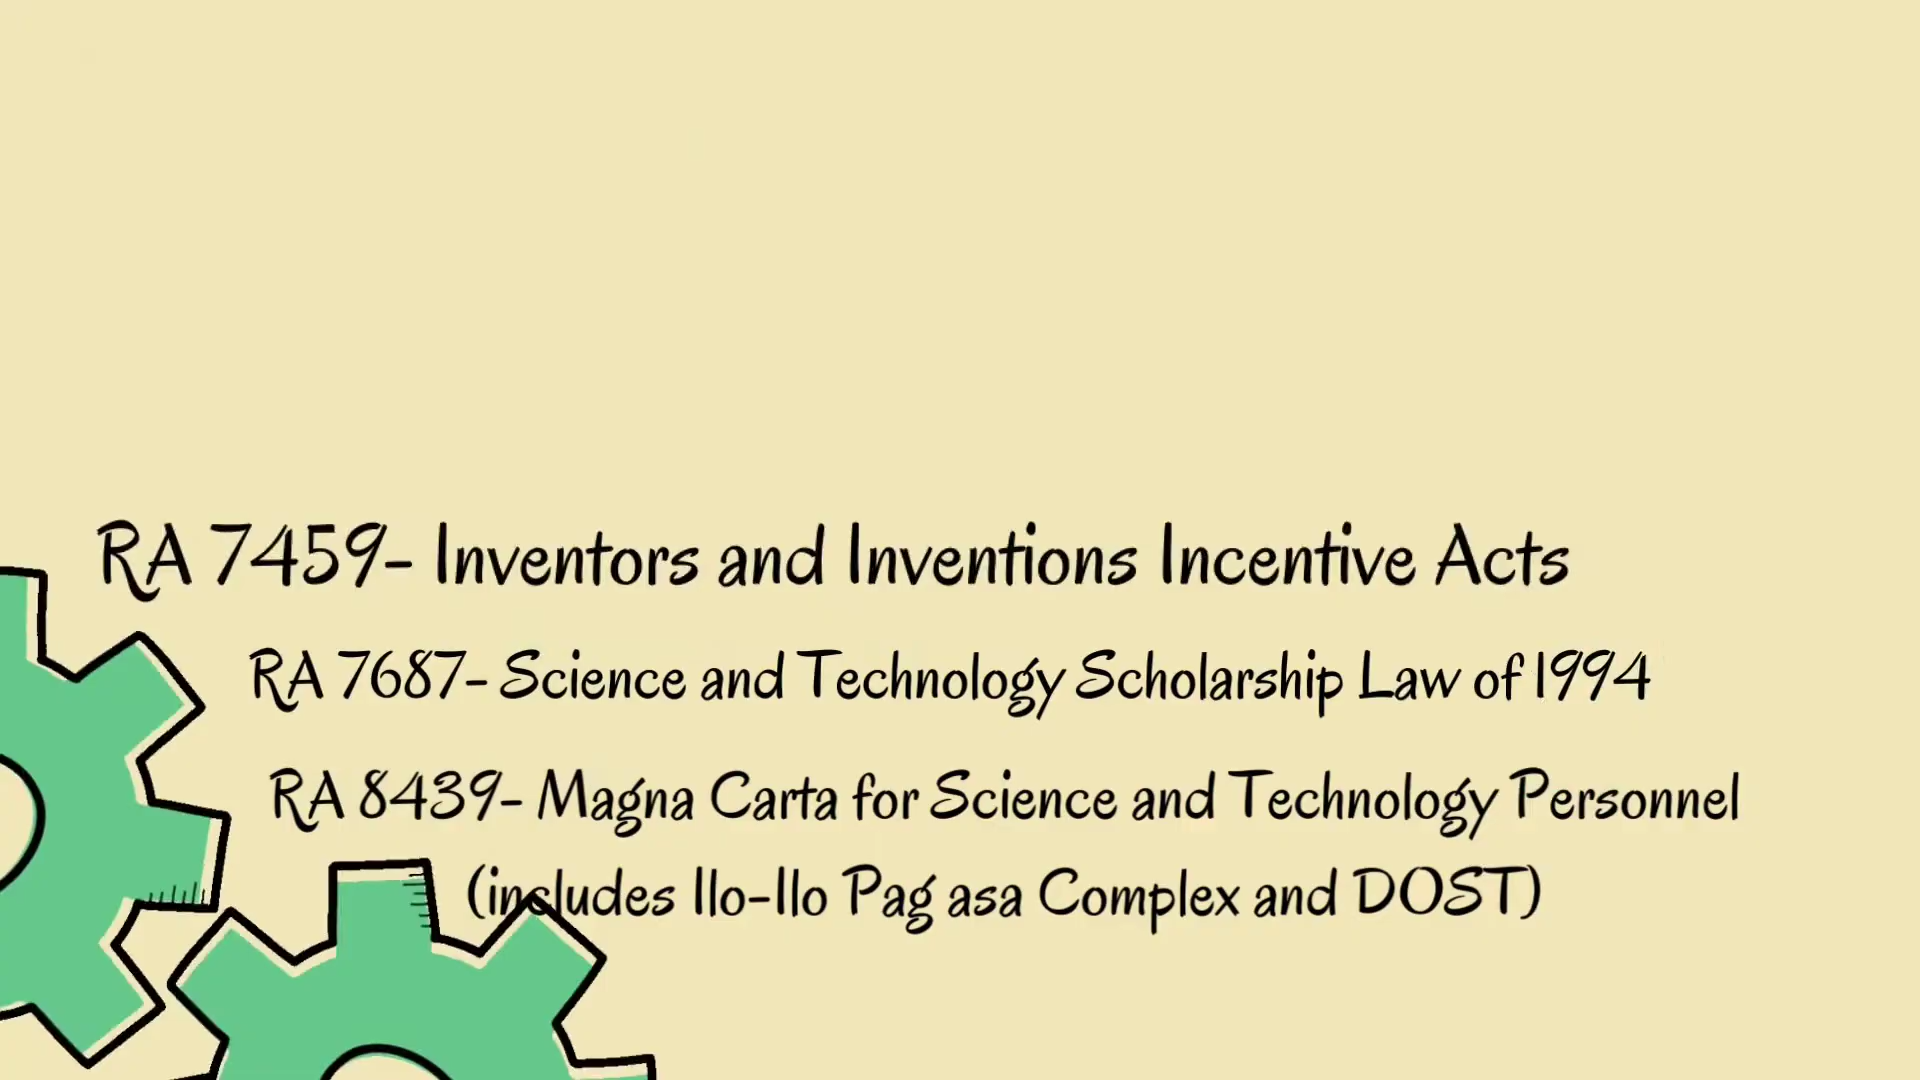 RA 7459- Inventors and Inventions Incentive Acts
RA 7687- Science and Technology Scholarship Law of 1994
RA 8439- Magna Carta for Science and Technology Personnel
(includes Ilo-Ilo Pag asa Complex and DOST)